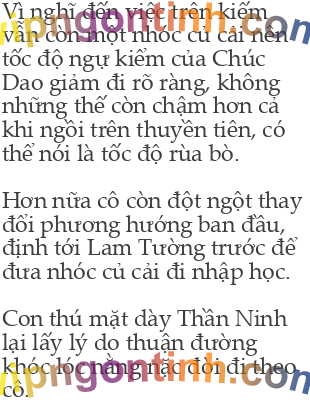 Vì nghĩ đến việc trên kiếm
vẫn còn một nhóc củ cải nên
tốc độ ngự kiếm của Chúc
Dao giảm đi rõ ràng, không
những thế còn chậm hơn cả
khi ngồi trên thuyền tiên, có
thể nói là tốc độ rùa bò.
Hơn nữa cô còn đột ngột thay
đổi phương hướng ban đầu,
định tới Lam Tường trước để
đưa nhóc củ cải đi nhập học.
Con thú mặt dày Thần Ninh
lại lấy lý do thuận đường
khóc lóc nằng nặc đòi đi theo
cô.
vipngontinh.com
vipngontinh.com